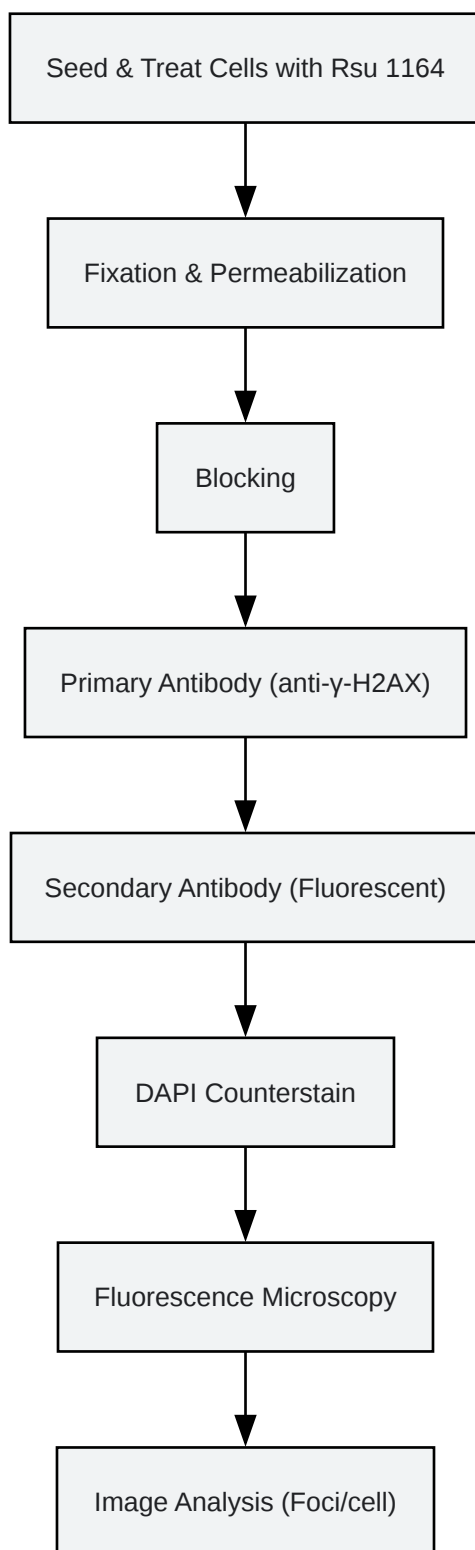 Seed & Treat Cells with Rsu 1164
Fixation & Permeabilization
Blocking
Primary Antibody (anti-γ-H2AX)
Secondary Antibody (Fluorescent)
DAPI Counterstain
Fluorescence Microscopy
Image Analysis (Foci/cell)